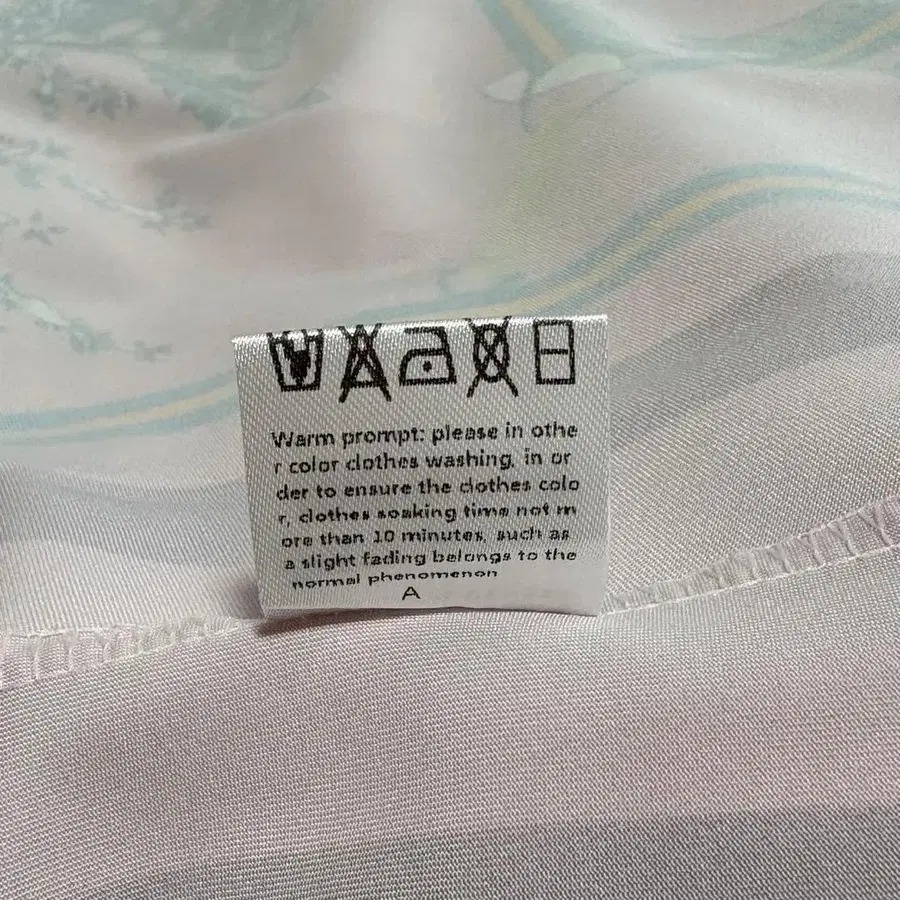 Warm prompt: please in othe
r color clothes washing, in or
der to ensure the clothes colo
r, clothes soaking time not m
ore than 10 minutes, such as
a slight fading belongs to the
normal phenomenon
A